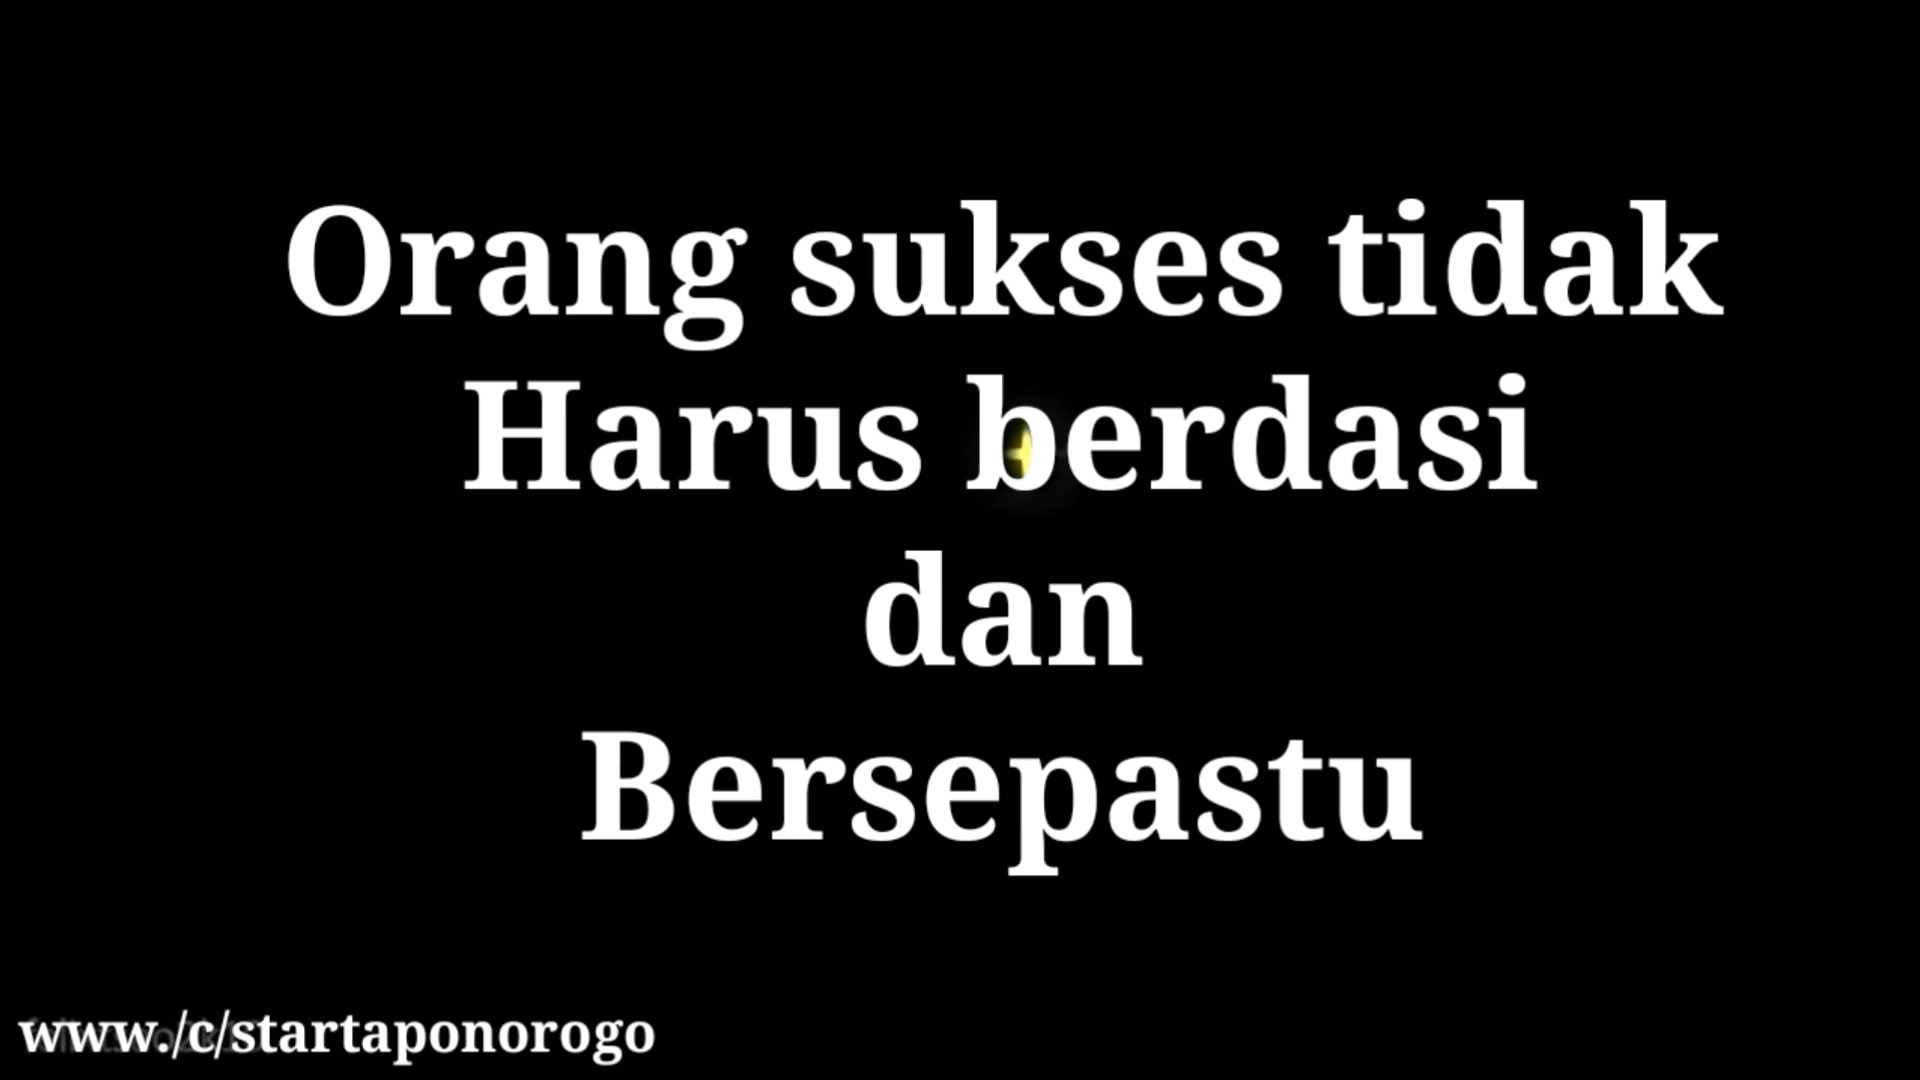 Orang sukses tidak
Harus berdasi
dan
Bersepastu
www./c/startaponorogo